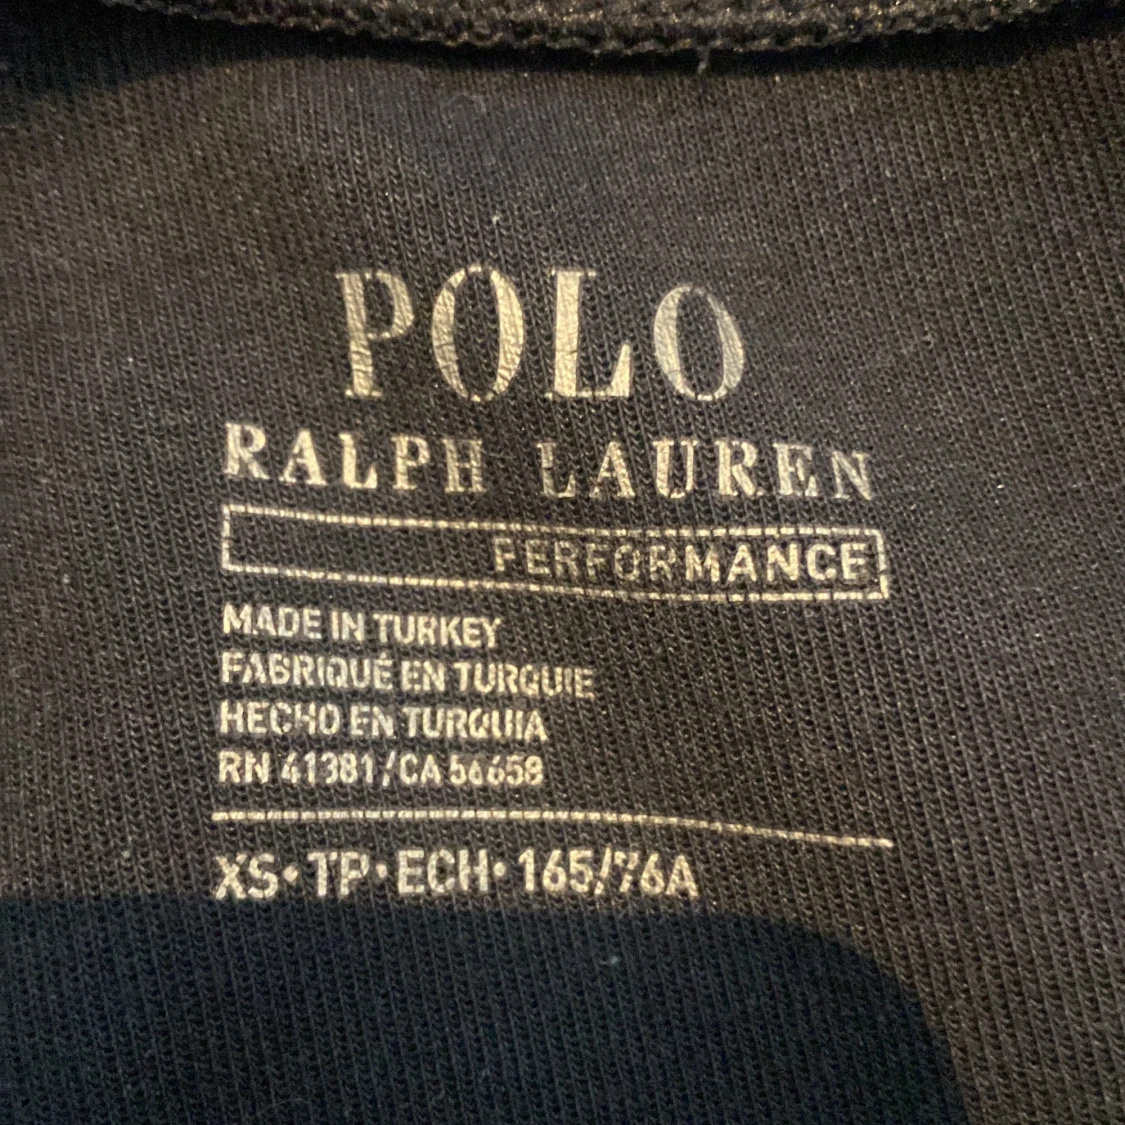 POLO
RALPH LAUREN
PERFORMANCE
MADE IN TURKEY
FABRIQUÉ EN TURQUIE
HECHO EN TURQUIA
RN 41381/CA 56658
XS•TP•ECH•165/76A